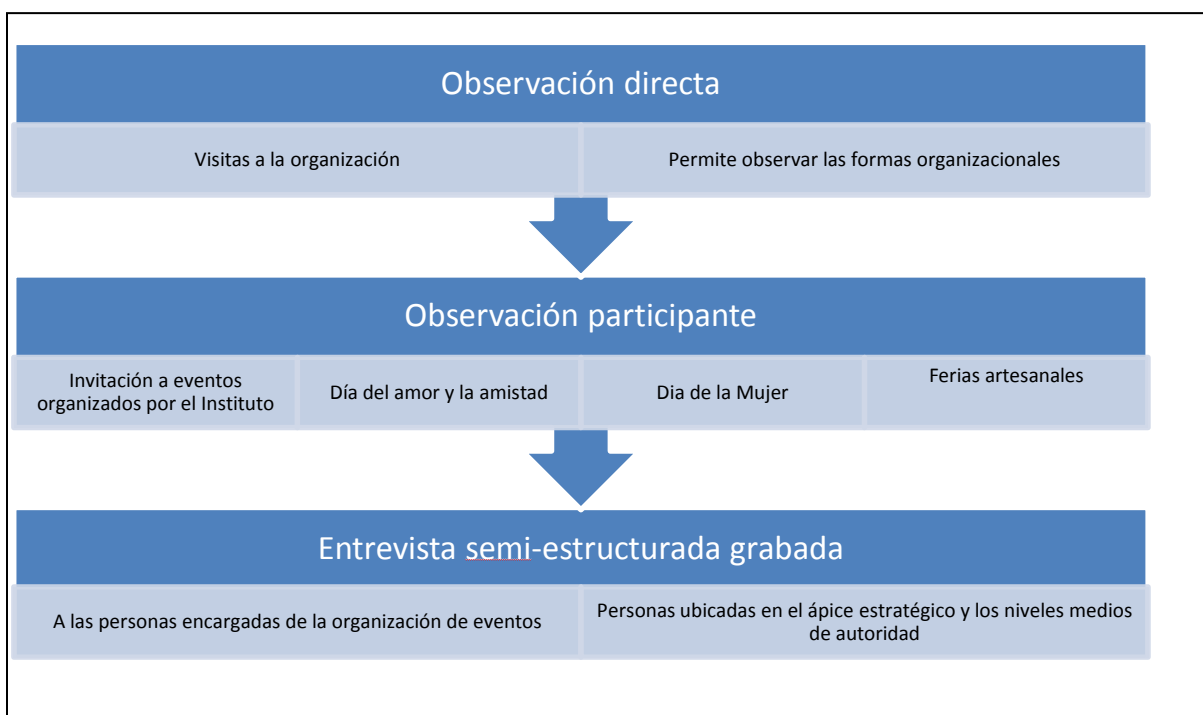 Observación directa
Visitas a la organización
Permite observar las formas organizacionales
Observación participante
Invitación a eventos
organizados por el Instituto
Día del amor y la amistad
Dia de la Mujer
Ferias artesanales
Entrevista semi-estructurada grabada
A las personas encargadas de la organización de eventos
Personas ubicadas en el ápice estratégico y los niveles medios
de autoridad